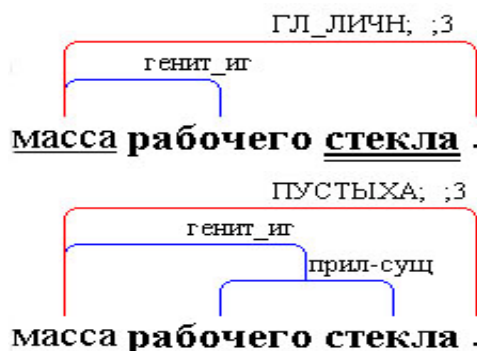 ГЛ_ЛИЧН; ;3
генит_иг
масса рабочего стекла .
ПУСТЫХА; ;3
генит_иг
прил-сущ
масса рабочего стекла .